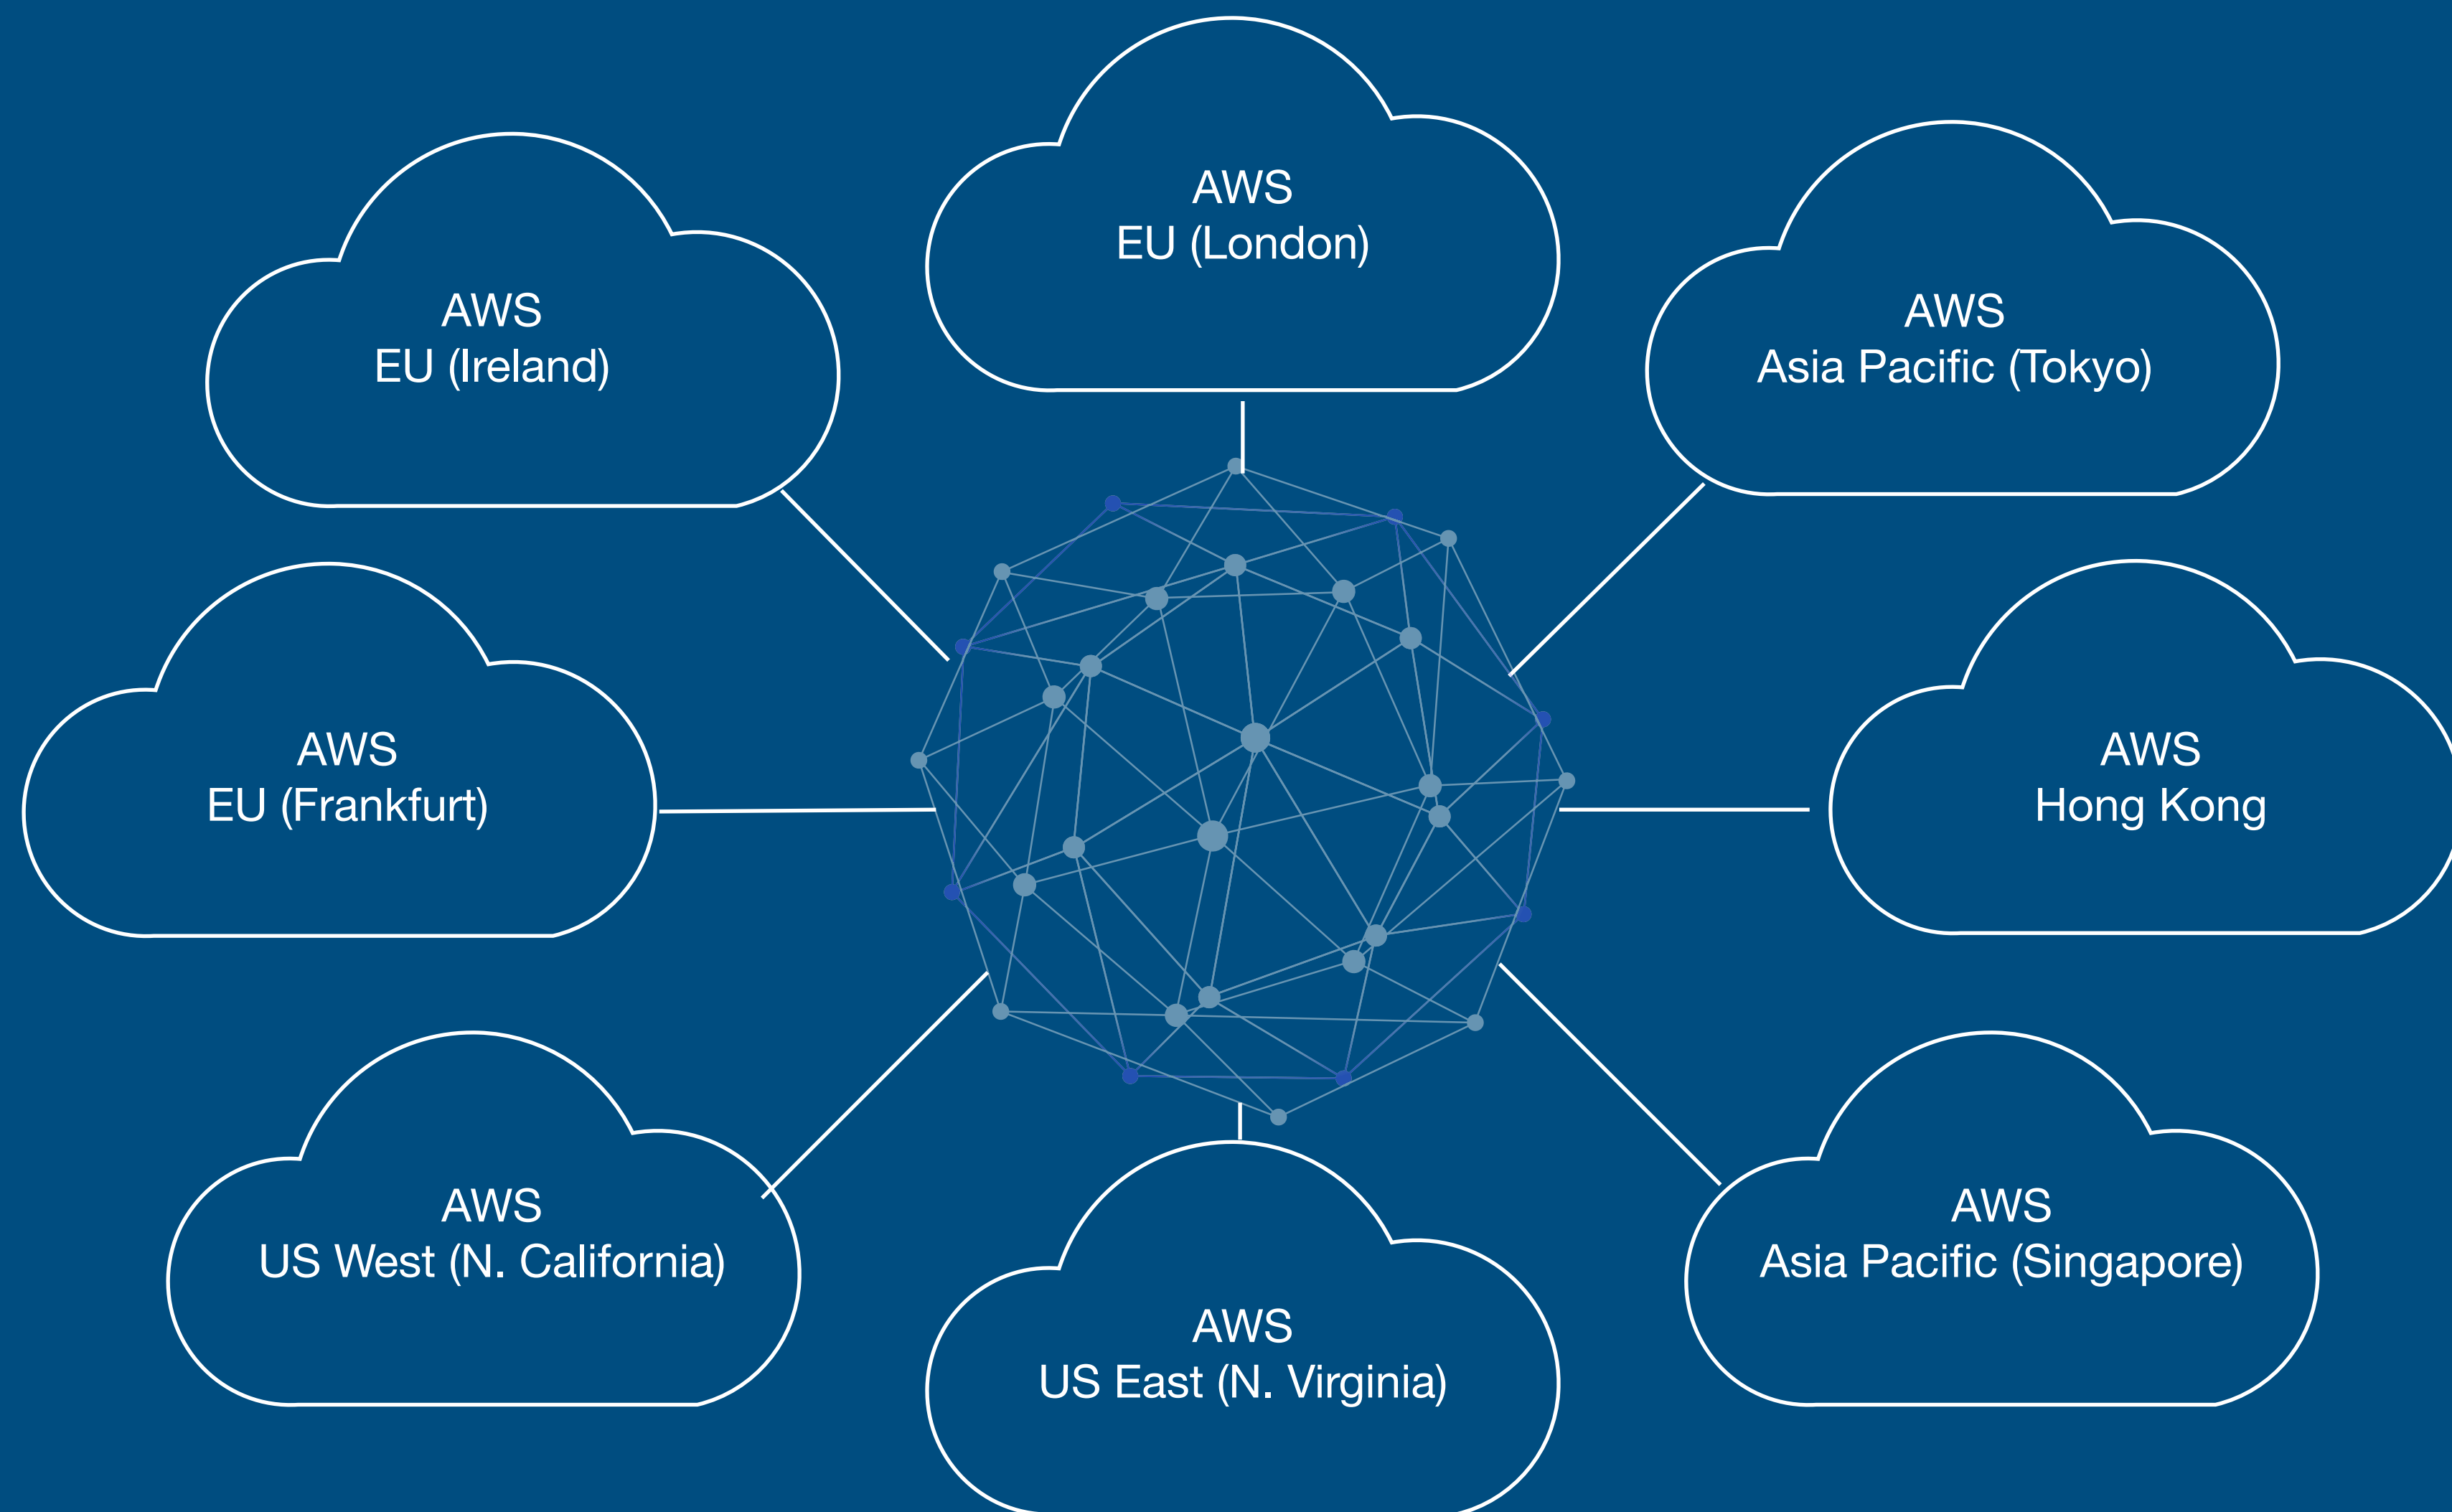 AWS
EU (London)
AWS
EU (Ireland)
AWS
Asia Pacific (Tokyo)
AWS
EU (Frankfurt)
AWS
Hong Kong
AWS
US West (N. California)
AWS
Asia Pacific (Singapore)
AWS
US East (N. Virginia)